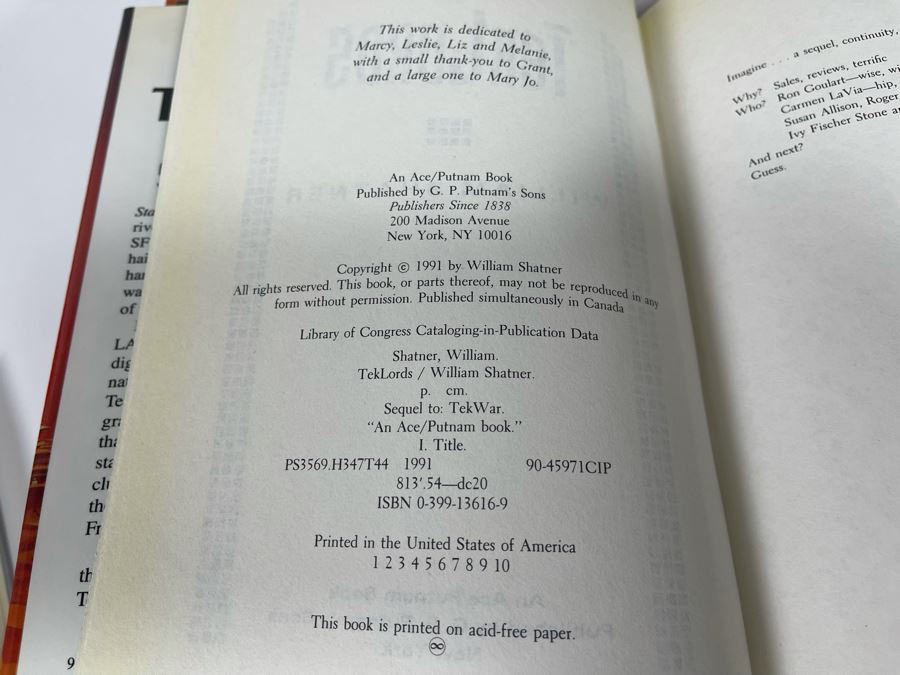 This work is dedicated to
Marcy, Leslie, Liz and Melanie,
with a small thank-you to Grant,
and a large one to Mary Jo.
An Ace/Putnam Book
Published by G. P. Putnam's Sons
Publishers Since 1838
200 Madison Avenue
New York, NY 10016
Copyright © 1991 by William Shatner
All rights reserved. This book, or parts thereof, may not be reproduced in any
form without permission. Published simultaneously in Canada
Library of Congress Cataloging-in-Publication Data
Shatner, William.
TekLords / William Shatner.
p. cm.
Sequel to: TekWar.
“An Ace/Putnam book.”
I. Title.
PS3569.H347T44 1991 90-45971CIP
813'.54—dc20
ISBN 0-399-13616-9
Printed in the United States of America
1 2 3 4 5 6 7 8 9 10
This book is printed on acid-free paper.
♾
Imagine . . . a sequel, continuity,
Why? Sales, reviews, terrific
Who? Ron Goulart—wise,
Carmen LaVia—hip,
Susan Allison, Roger
Ivy Fischer Stone
And next?
Guess.
SF
LA
of
9